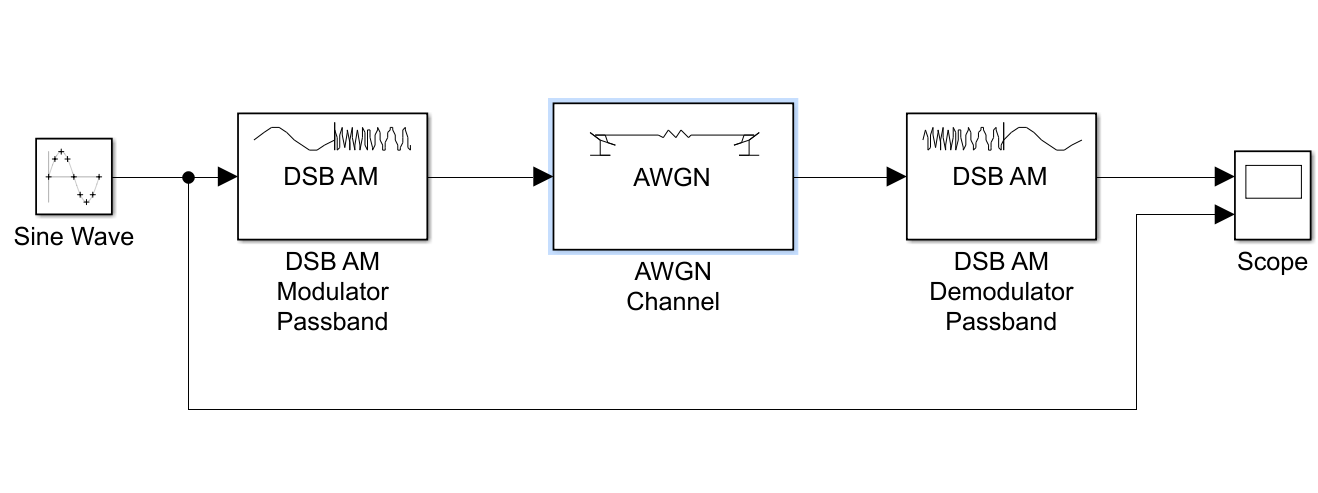 DSB AM
AWGN
DSB AM
Sine Wave
DSB AM
Modulator
Passband
AWGN
Channel
DSB AM
Demodulator
Passband
Scope